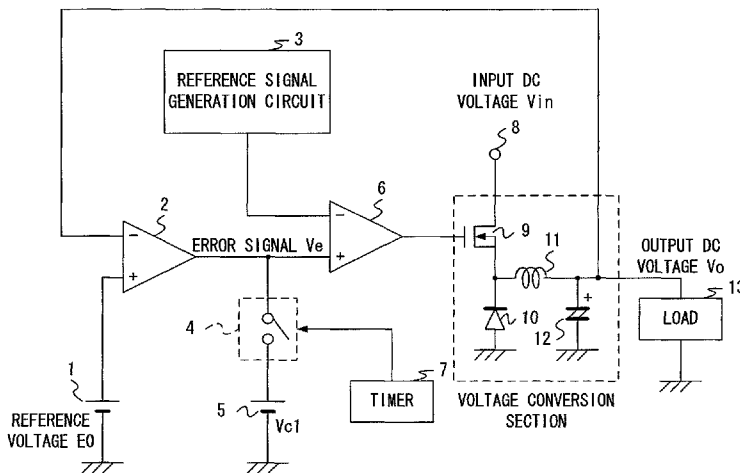 3
REFERENCE SIGNAL
GENERATION CIRCUIT
INPUT DC
VOLTAGE Vin
8
6
2
−
+
ERROR SIGNAL Ve
−
+
9
11
OUTPUT DC
VOLTAGE Vo
13
LOAD
4
10
+
12
1
7
TIMER
REFERENCE
VOLTAGE E0
5
Vc1
VOLTAGE CONVERSION
SECTION